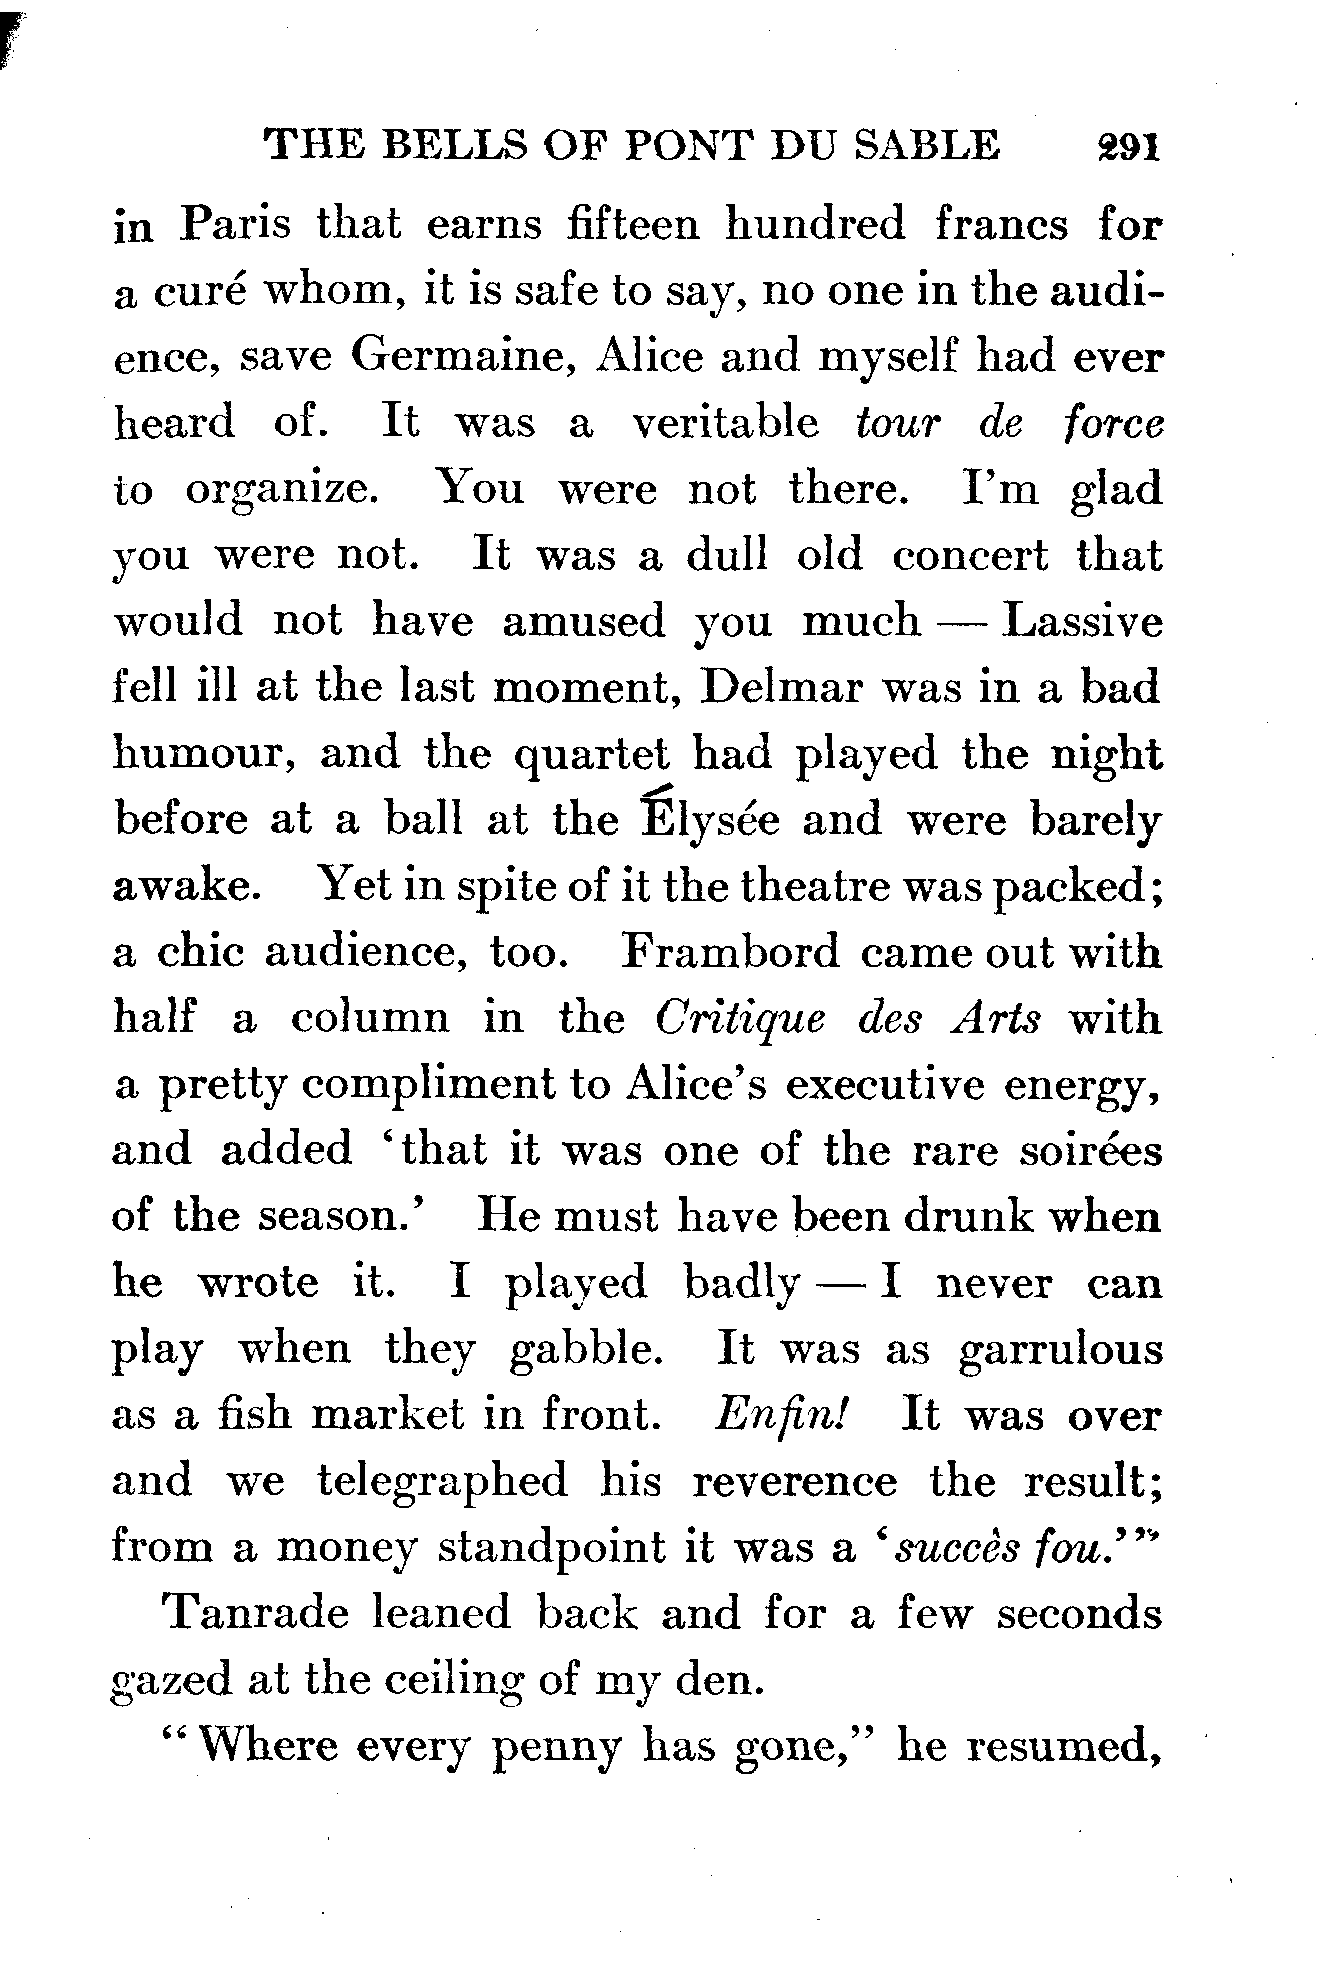 THE BELLS OF PONT DU SABLE 291
in Paris that earns fifteen hundred francs for
a curé whom, it is safe to say, no one in the audi-
ence, save Germaine, Alice and myself had ever
heard of. It was a veritable tour de force
to organize. You were not there. I'm glad
you were not. It was a dull old concert that
would not have amused you much — Lassive
fell ill at the last moment, Delmar was in a bad
humour, and the quartet had played the night
before at a ball at the Élysée and were barely
awake. Yet in spite of it the theatre was packed;
a chic audience, too. Frambord came out with
half a column in the Critique des Arts with
a pretty compliment to Alice's executive energy,
and added 'that it was one of the rare soirées
of the season.' He must have been drunk when
he wrote it. I played badly — I never can
play when they gabble. It was as garrulous
as a fish market in front. Enfin! It was over
and we telegraphed his reverence the result;
from a money standpoint it was a 'succès fou.'"
Tanrade leaned back and for a few seconds
gazed at the ceiling of my den.
"Where every penny has gone," he resumed,